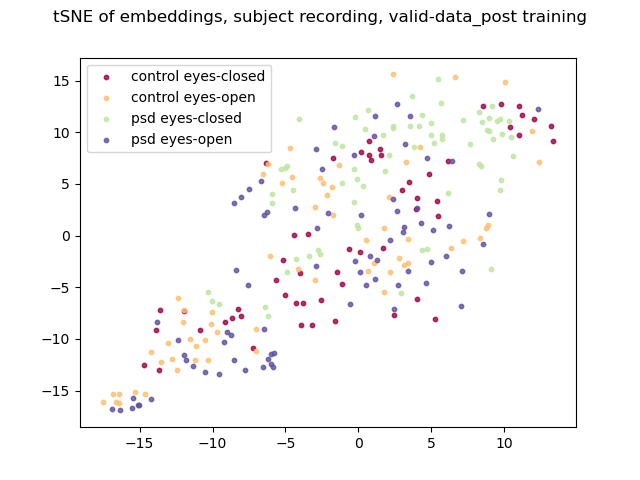 tSNE of embeddings, subject recording, valid-data_post training
control eyes-closed
control eyes-open
psd eyes-closed
psd eyes-open
15
10
5
0
−5
−10
−15
−15 −10 −5 0 5 10